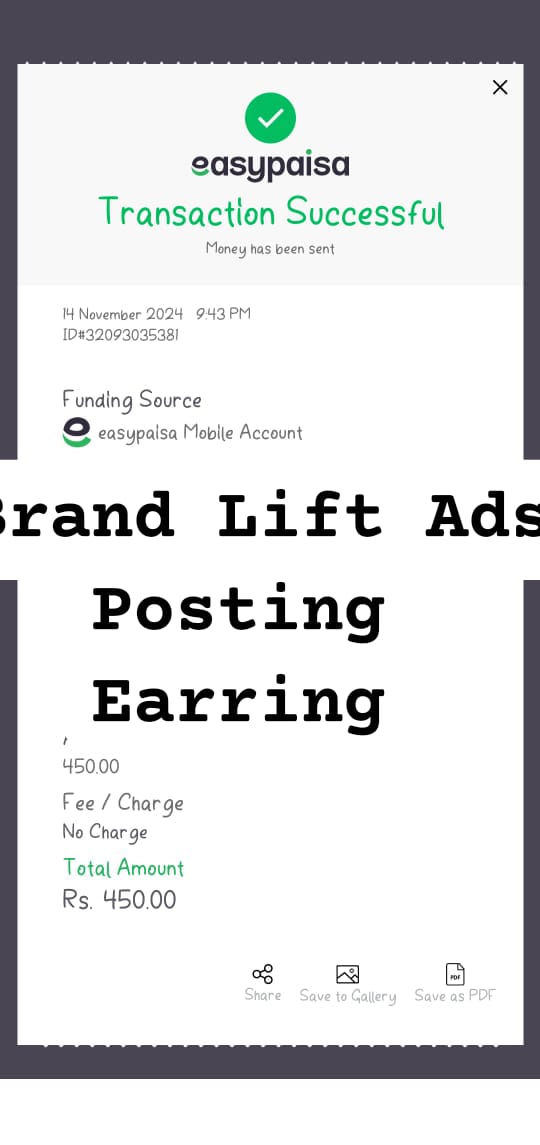 easypaisa
Transaction Successful
Money has been sent
14 November 2024 9:43 PM
ID#32093035381
Funding Source
easypaisa Mobile Account
Brand Lift Ads
Posting
Earring
450.00
Fee / Charge
No Charge
Total Amount
Rs. 450.00
Share Save to Gallery Save as PDF
PDF